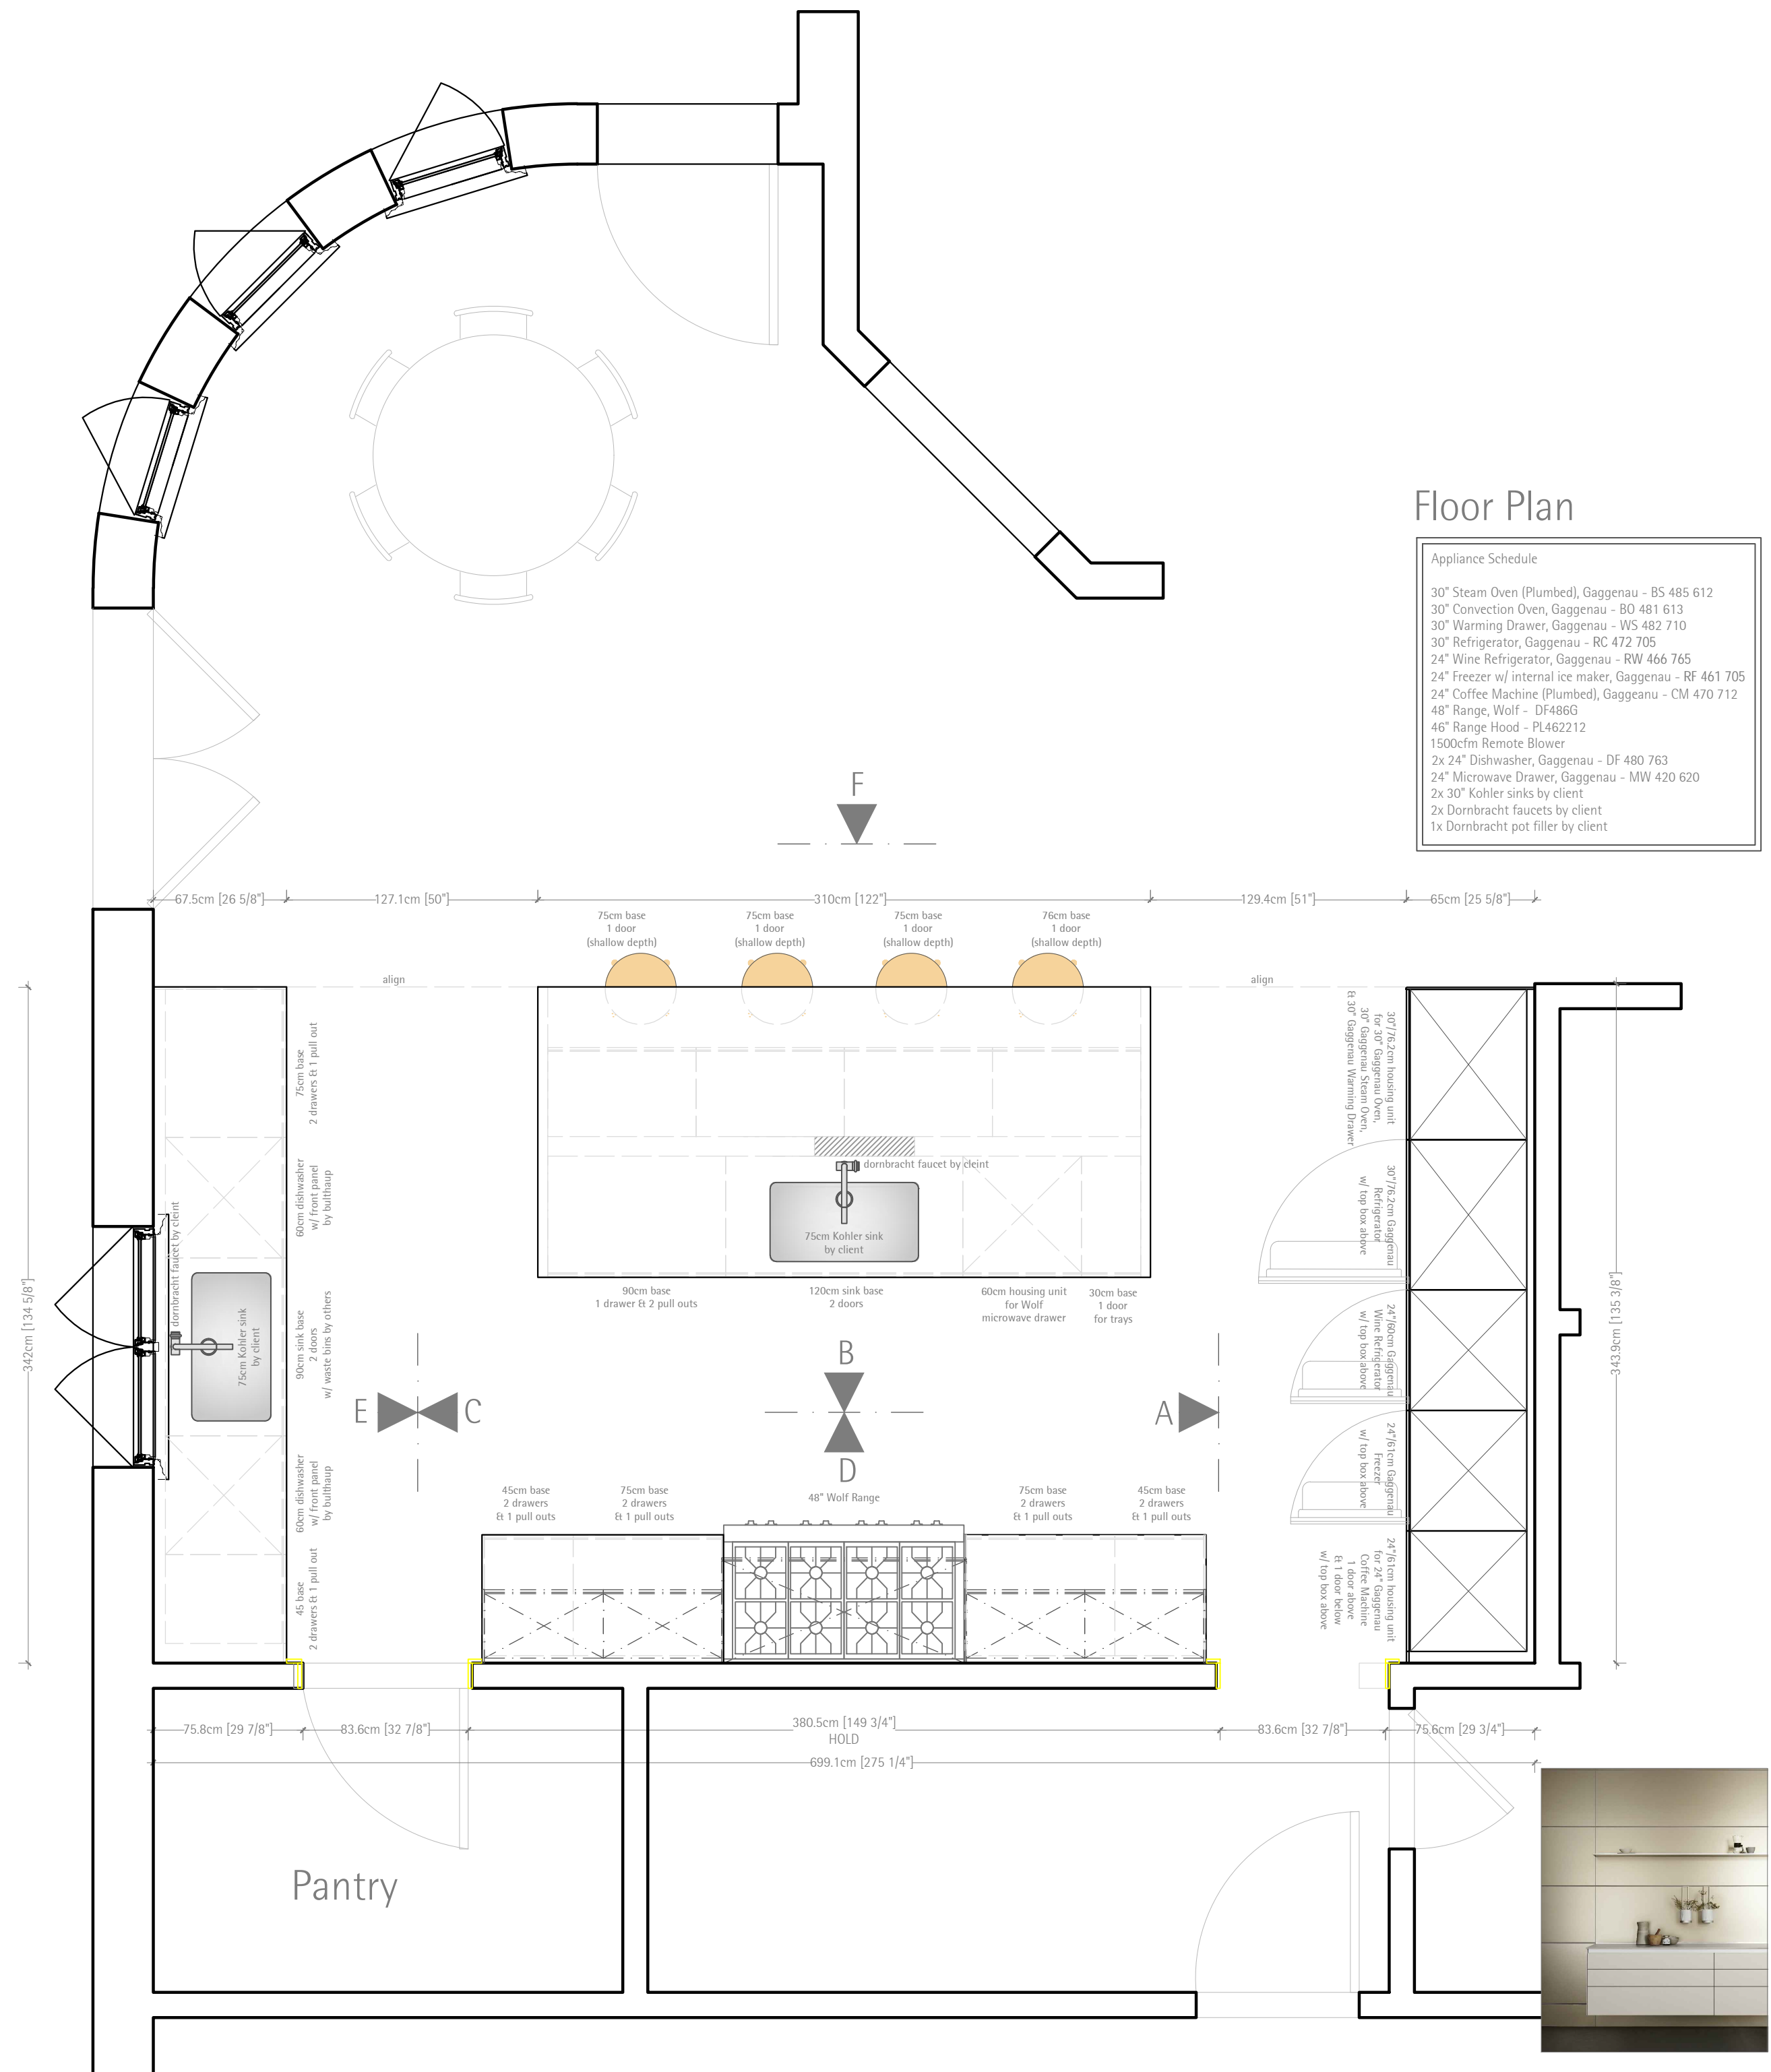 Floor Plan
Appliance Schedule
30" Steam Oven (Plumbed), Gaggenau - BS 485 612
30" Convection Oven, Gaggenau - BO 481 613
30" Warming Drawer, Gaggenau - WS 482 710
30" Refrigerator, Gaggenau - RC 472 705
24" Wine Refrigerator, Gaggenau - RW 466 765
24" Freezer w/ internal ice maker, Gaggenau - RF 461 705
24" Coffee Machine (Plumbed), Gaggeanu - CM 470 712
48" Range, Wolf - DF486G
46" Range Hood - PL462212
1500cfm Remote Blower
2x 24" Dishwasher, Gaggenau - DF 480 763
24" Microwave Drawer, Gaggenau - MW 420 620
2x 30" Kohler sinks by client
2x Dornbracht faucets by client
1x Dornbracht pot filler by client
F
67.5cm [26 5/8"]
127.1cm [50"]
310cm [122"]
129.4cm [51"]
65cm [25 5/8"]
75cm base
1 door
(shallow depth)
75cm base
1 door
(shallow depth)
75cm base
1 door
(shallow depth)
76cm base
1 door
(shallow depth)
align
align
342cm [134 5/8"]
343.9cm [135 3/8"]
75cm base
2 drawers & 1 pull out
60cm dishwasher
w/ front panel
by bulthaup
dornbracht faucet by cleint
75cm Kohler sink
by client
90cm sink base
2 doors
w/ waste bins by others
60cm dishwasher
w/ front panel
by bulthaup
45 base
2 drawers & 1 pull out
dornbracht faucet by cleint
75cm Kohler sink
by client
90cm base
1 drawer & 2 pull outs
120cm sink base
2 doors
60cm housing unit
for Wolf
microwave drawer
30cm base
1 door
for trays
30"/76.2cm housing unit
for 30" Gaggenau Oven,
30" Gaggenau Steam Oven,
& 30" Gaggenau Warming Drawer
30"/76.2cm Gaggenau
Refrigerator
w/ top box above
24"/60cm Gaggenau
Wine Refrigerator
w/ top box above
24"/61cm Gaggenau
Freezer
w/ top box above
24"/61cm housing unit
for 24" Gaggenau
Coffee Machine
1 door above
& 1 door below
w/ top box above
B
E
C
A
D
45cm base
2 drawers
& 1 pull outs
75cm base
2 drawers
& 1 pull outs
48" Wolf Range
75cm base
2 drawers
& 1 pull outs
45cm base
2 drawers
& 1 pull outs
75.8cm [29 7/8"]
83.6cm [32 7/8"]
380.5cm [149 3/4"]
HOLD
83.6cm [32 7/8"]
75.6cm [29 3/4"]
699.1cm [275 1/4"]
Pantry